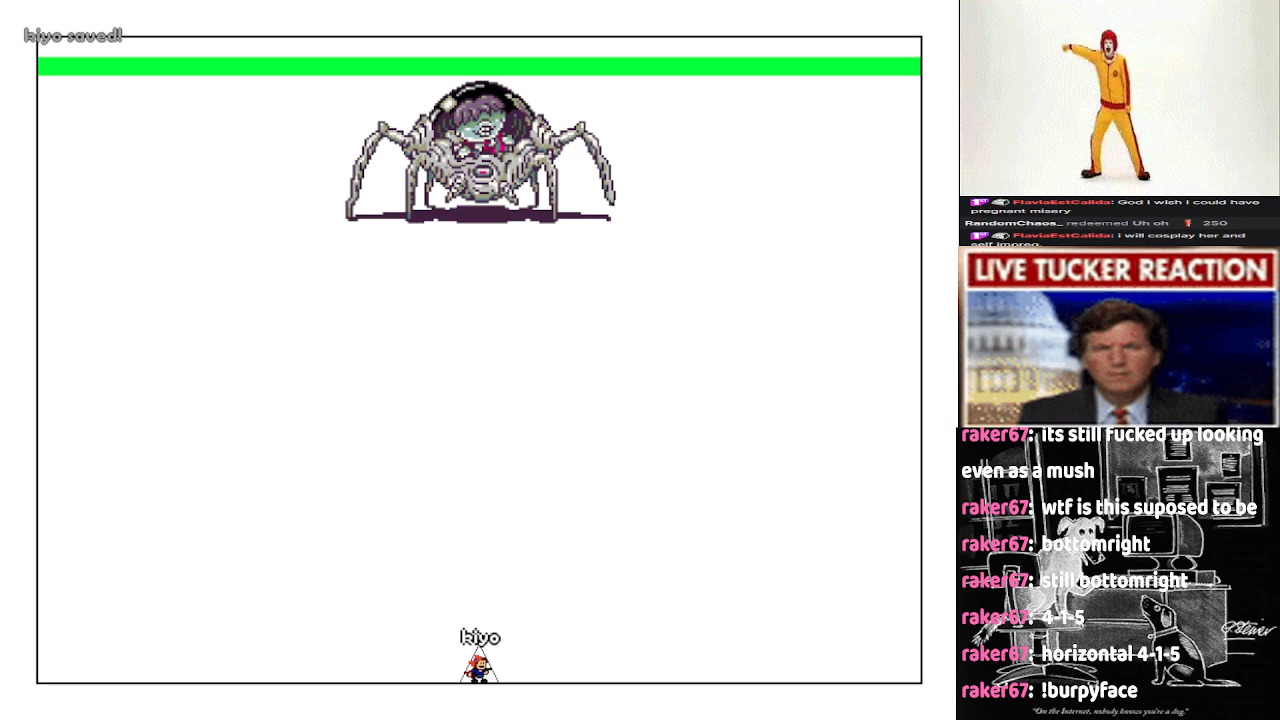 kiyo saved!
kiyo
FlaviaEstCalida: God I wish I could have
pregnant misery
RandomChaos_ redeemed Uh oh 250
FlaviaEstCalida: i will cosplay her and
self impreg.
LIVE TUCKER REACTION
raker67: its still fucked up looking
even as a mush
raker67: wtf is this suposed to be
raker67: bottomright
raker67: still bottomright
raker67: 4-1-5
raker67: horizontal 4-1-5
raker67: !burpyface
"On the Internet, nobody knows you're a dog."